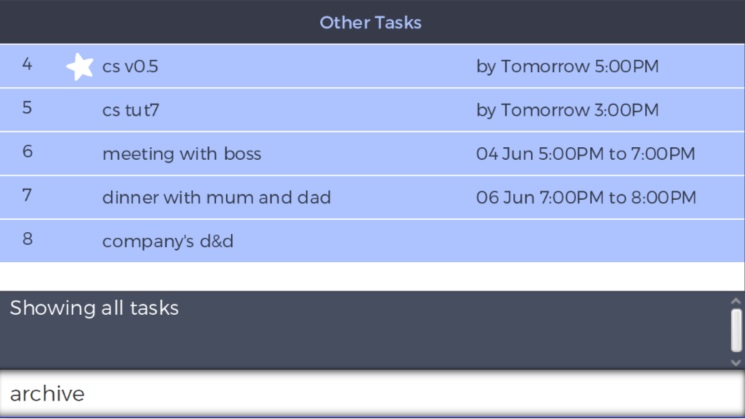 Other Tasks
4 cs v0.5 by Tomorrow 5:00PM
5 cs tut7 by Tomorrow 3:00PM
6 meeting with boss 04 Jun 5:00PM to 7:00PM
7 dinner with mum and dad 06 Jun 7:00PM to 8:00PM
8 company's d&d
Showing all tasks
archive